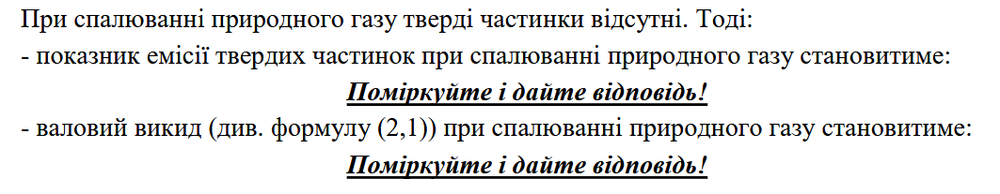 При спалюванні природного газу тверді частинки відсутні. Тоді:
- показник емісії твердих частинок при спалюванні природного газу становитиме:
Поміркуйте і дайте відповідь!
- валовий викид (див. формулу (2,1)) при спалюванні природного газу становитиме:
Поміркуйте і дайте відповідь!